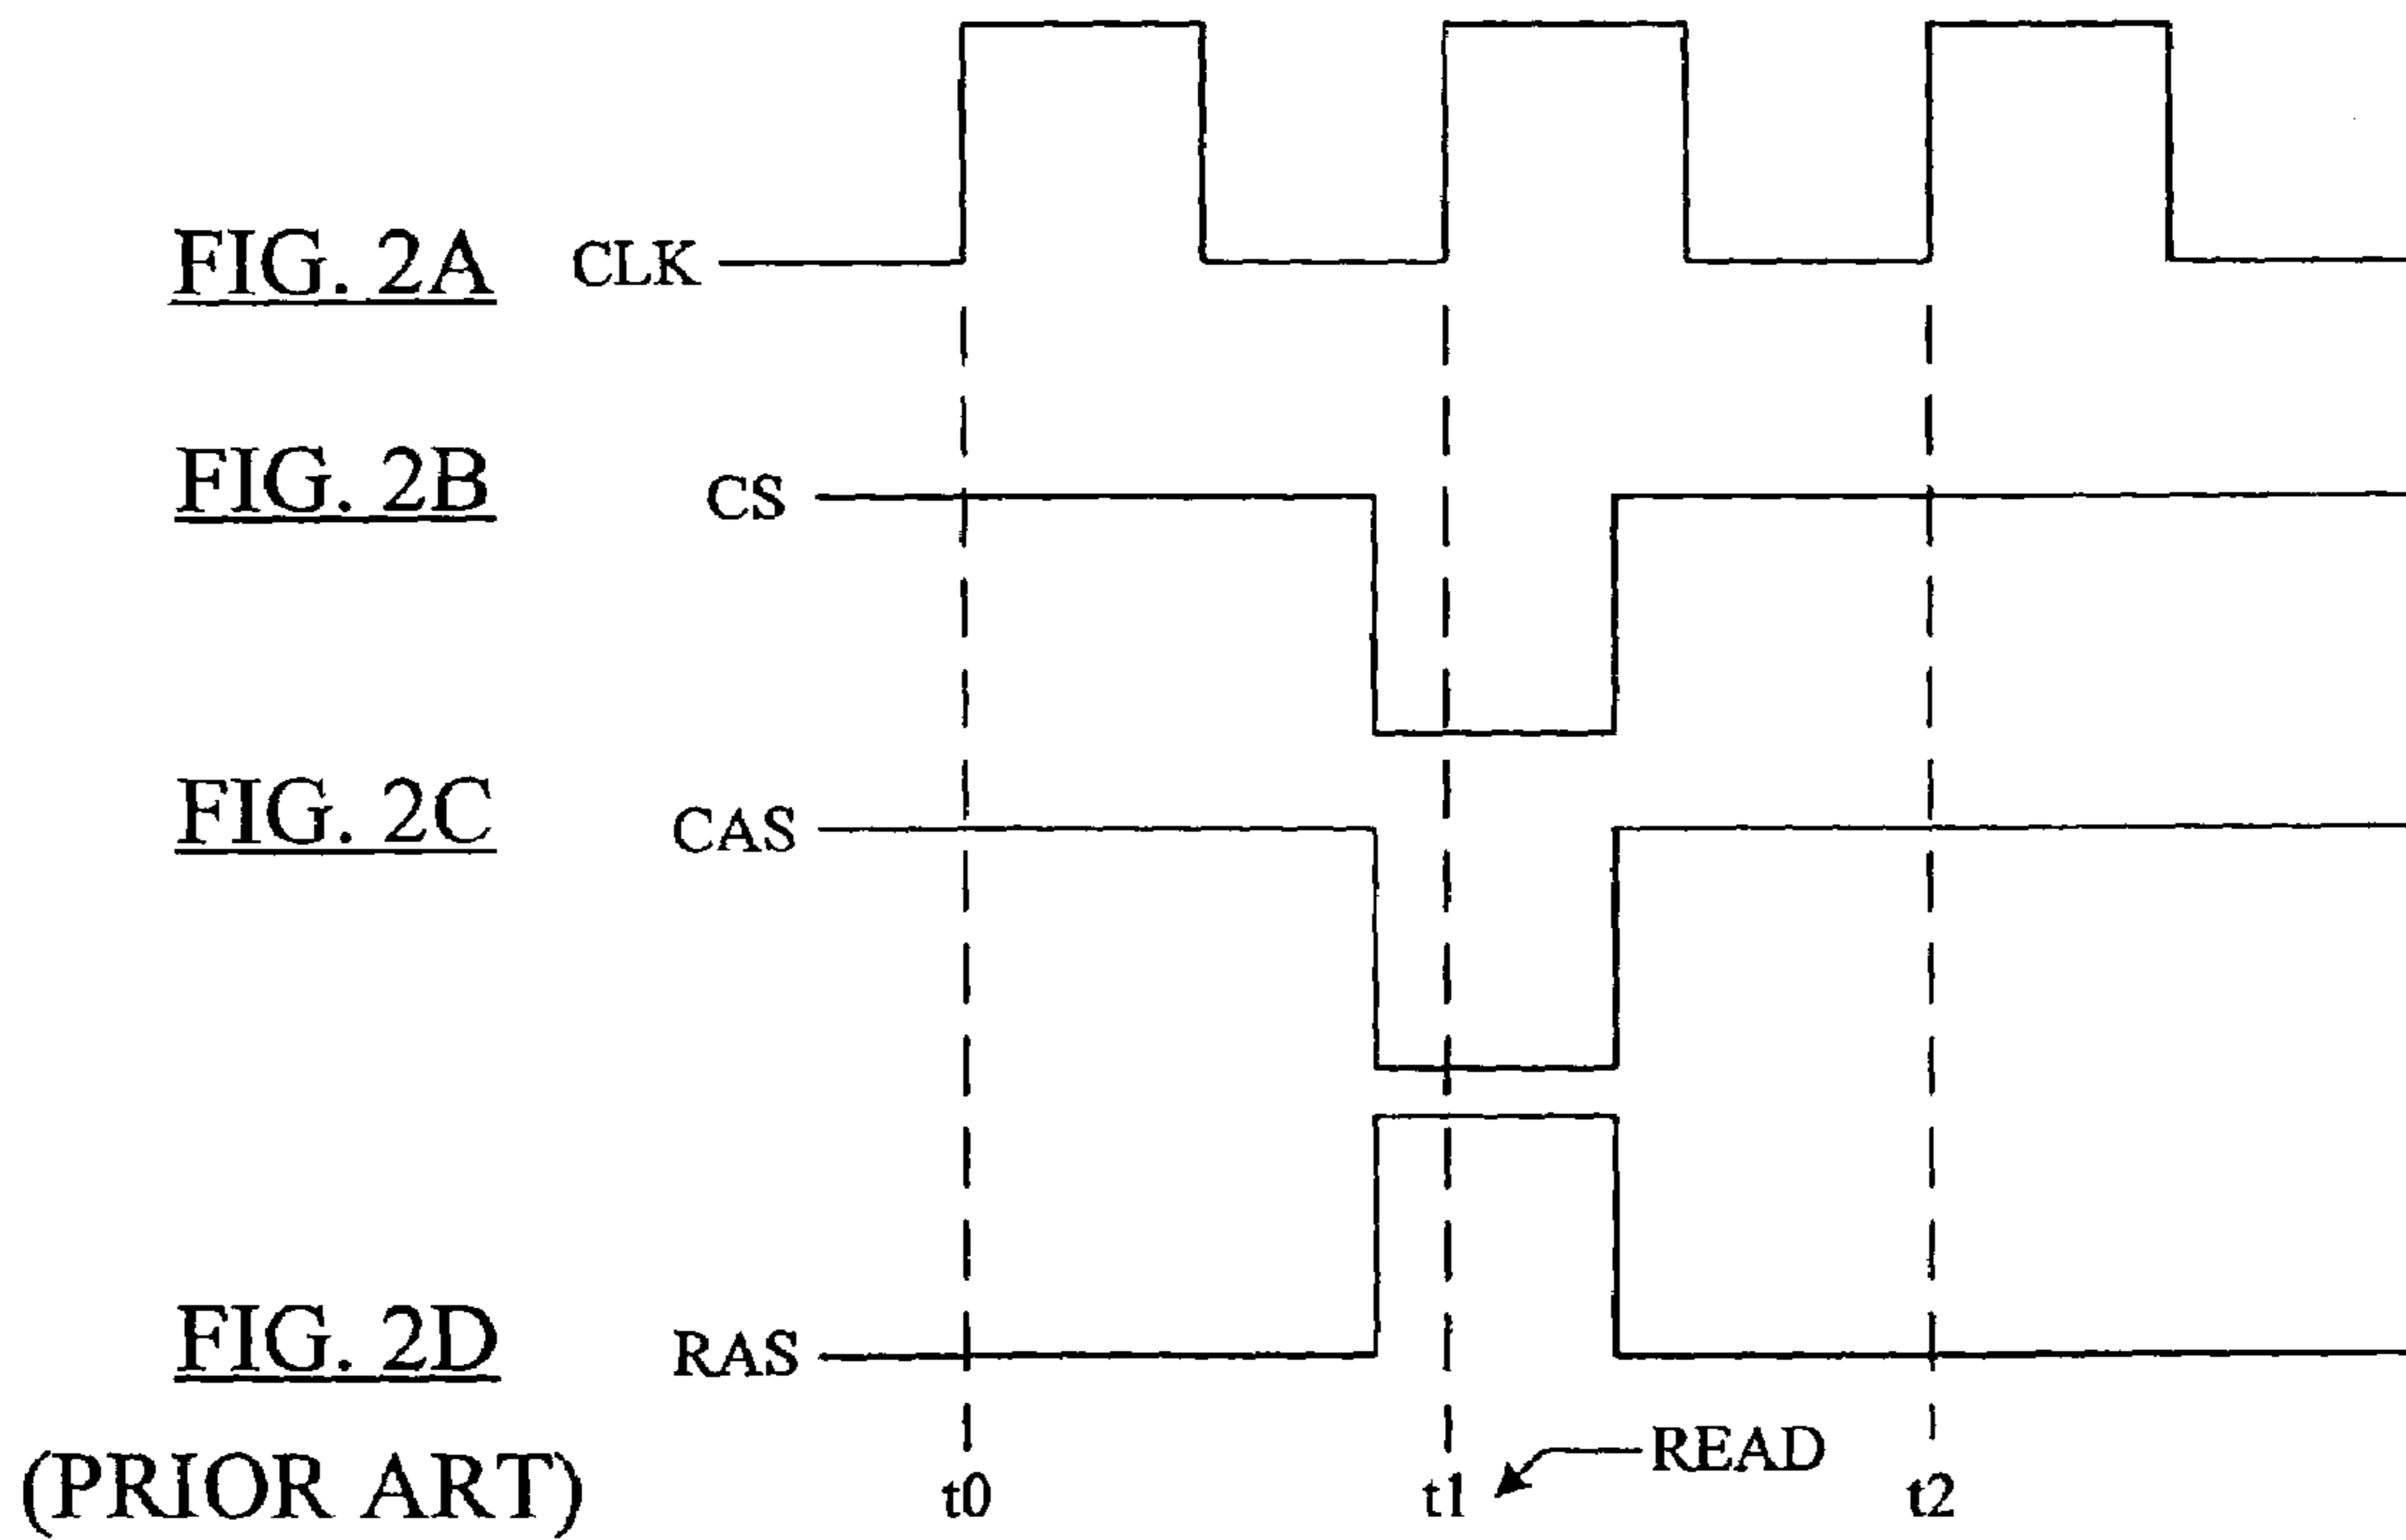 FIG. 2A CLK
FIG. 2B CS
FIG. 2C CAS
FIG. 2D RAS
(PRIOR ART)
READ
t0 t1 t2